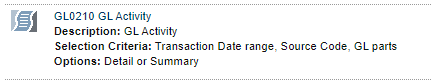 GL0210 GL Activity
Description: GL Activity
Selection Criteria: Transaction Date range, Source Code, GL parts
Options: Detail or Summary